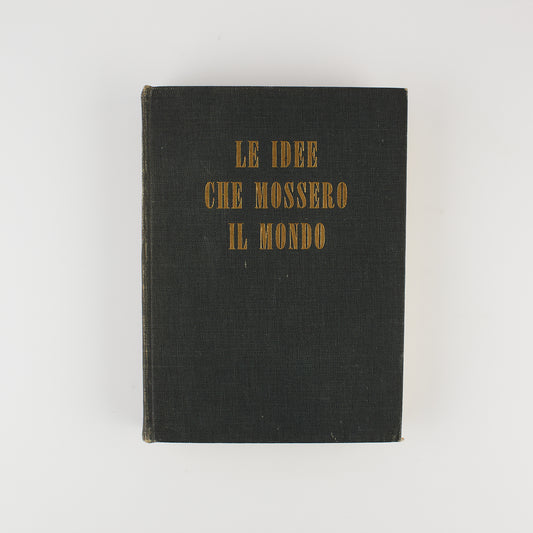 LE IDEE
CHE MOSSERO
IL MONDO